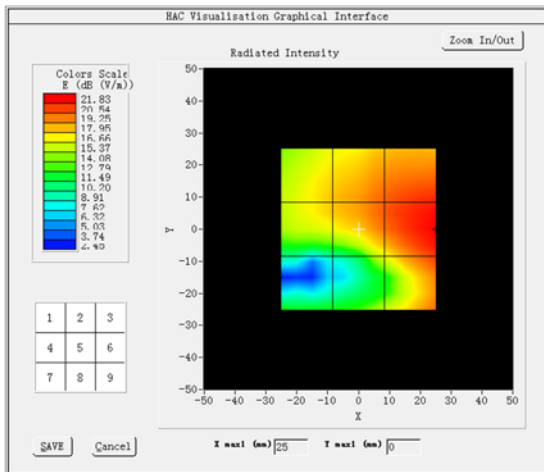 HAC Visualisation Graphical Interface
Zoom In/Out
Radiated Intensity
Colors Scale
E (dB (V/m))
21.83
20.54
19.25
17.95
16.66
15.37
14.08
12.79
11.49
10.20
8.91
7.62
6.32
5.03
3.74
2.45
50
40
30
20
10
0
-10
-20
-30
-40
-50
Y
-50 -40 -30 -20 -10 0 10 20 30 40 50
X
1 2 3
4 5 6
7 8 9
SAVE Cancel
X max1 (mm) 25 Y max1 (mm) 0